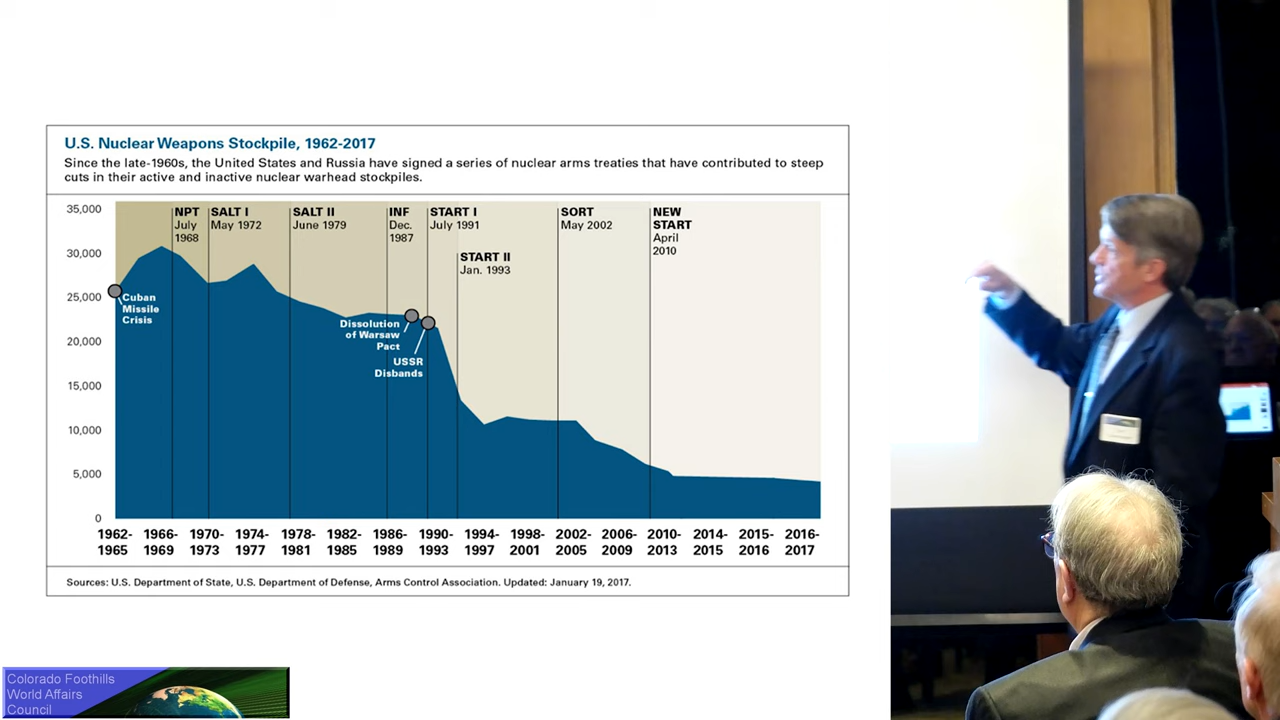 U.S. Nuclear Weapons Stockpile, 1962-2017
Since the late-1960s, the United States and Russia have signed a series of nuclear arms treaties that have contributed to steep
cuts in their active and inactive nuclear warhead stockpiles.
35,000
30,000
25,000
20,000
15,000
10,000
5,000
0
NPT
July
1968
SALT I
May 1972
SALT II
June 1979
INF
Dec.
1987
START I
July 1991
START II
Jan. 1993
SORT
May 2002
NEW
START
April
2010
Cuban
Missile
Crisis
Dissolution
of Warsaw
Pact
USSR
Disbands
1962-
1965
1966-
1969
1970-
1973
1974-
1977
1978-
1981
1982-
1985
1986-
1989
1990-
1993
1994-
1997
1998-
2001
2002-
2005
2006-
2009
2010-
2013
2014-
2015
2015-
2016
2016-
2017
Sources: U.S. Department of State, U.S. Department of Defense, Arms Control Association. Updated: January 19, 2017.
Colorado Foothills
World Affairs
Council